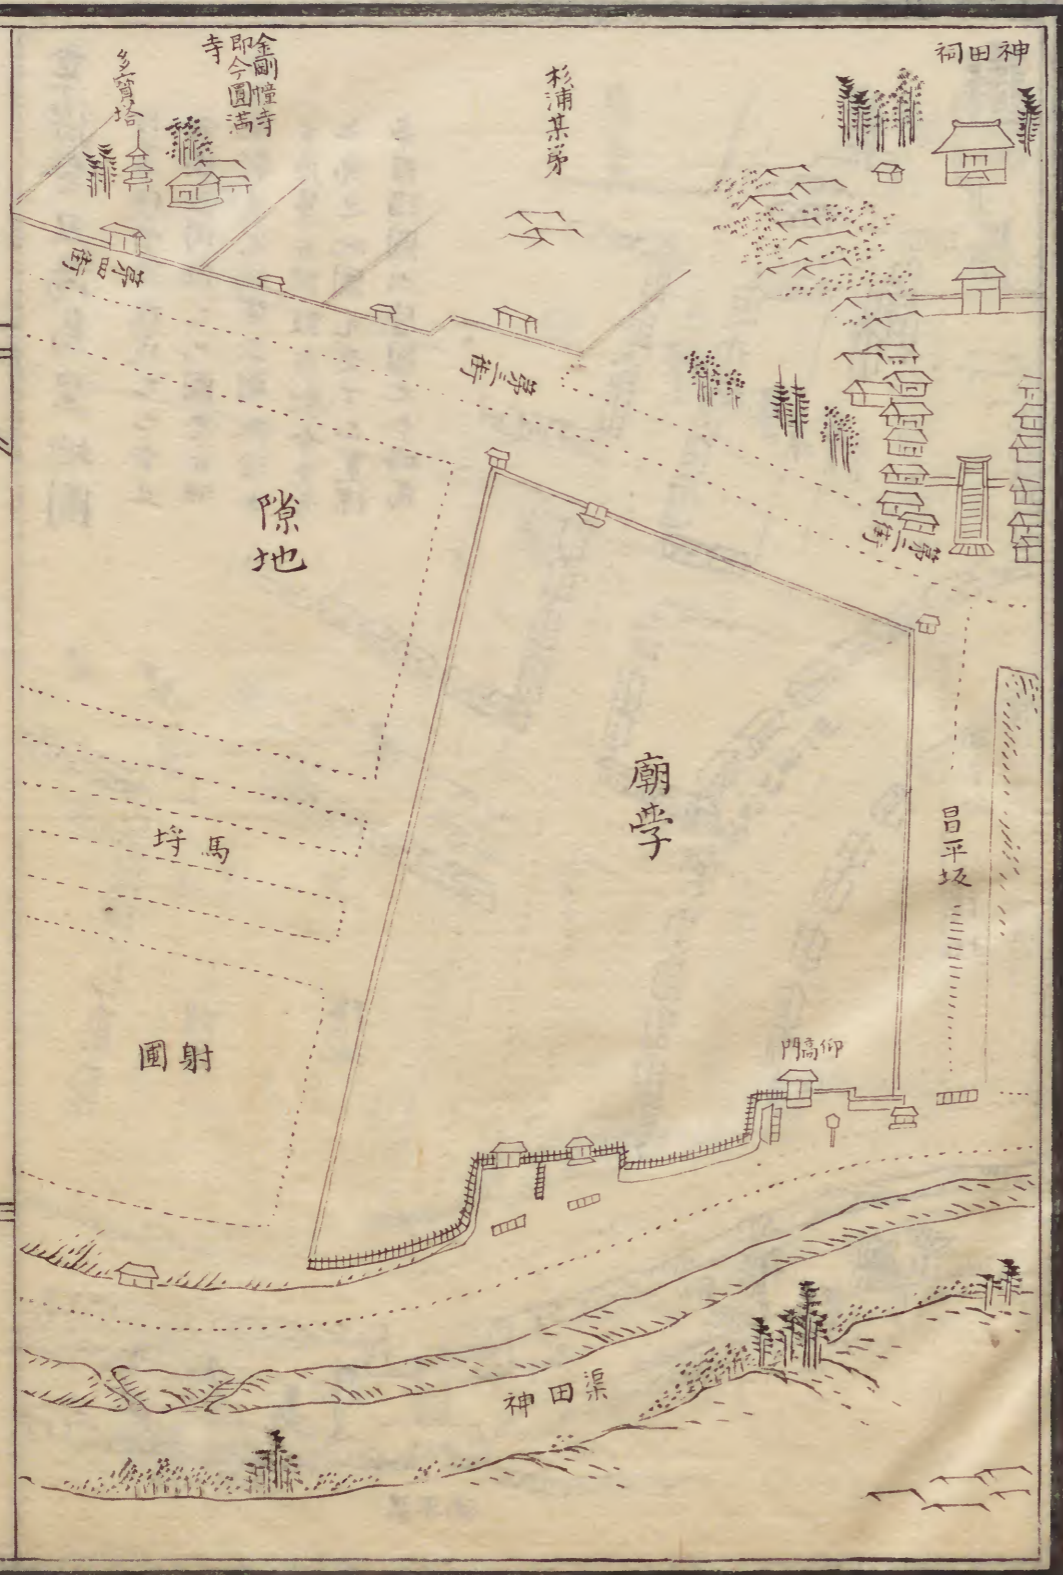 神田祠
杉浦某第
金剛幢寺
即今圓滿
寺
多寶塔
第四
街
第三
街
第二
街
隙地
廟学
昌平坂
馬埒
射圃
仰高門
神田渠